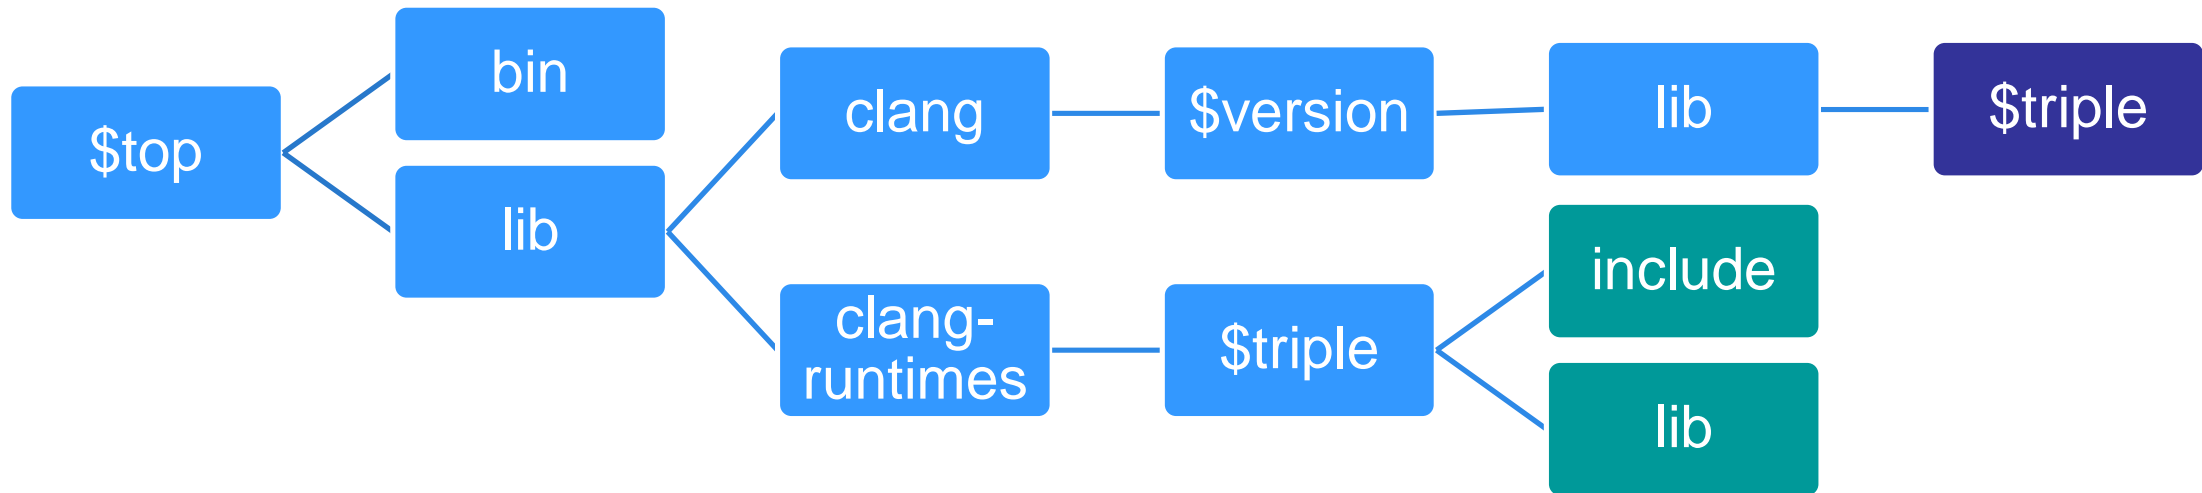 $top
bin
lib
clang
$version
lib
$triple
clang-
runtimes
$triple
include
lib